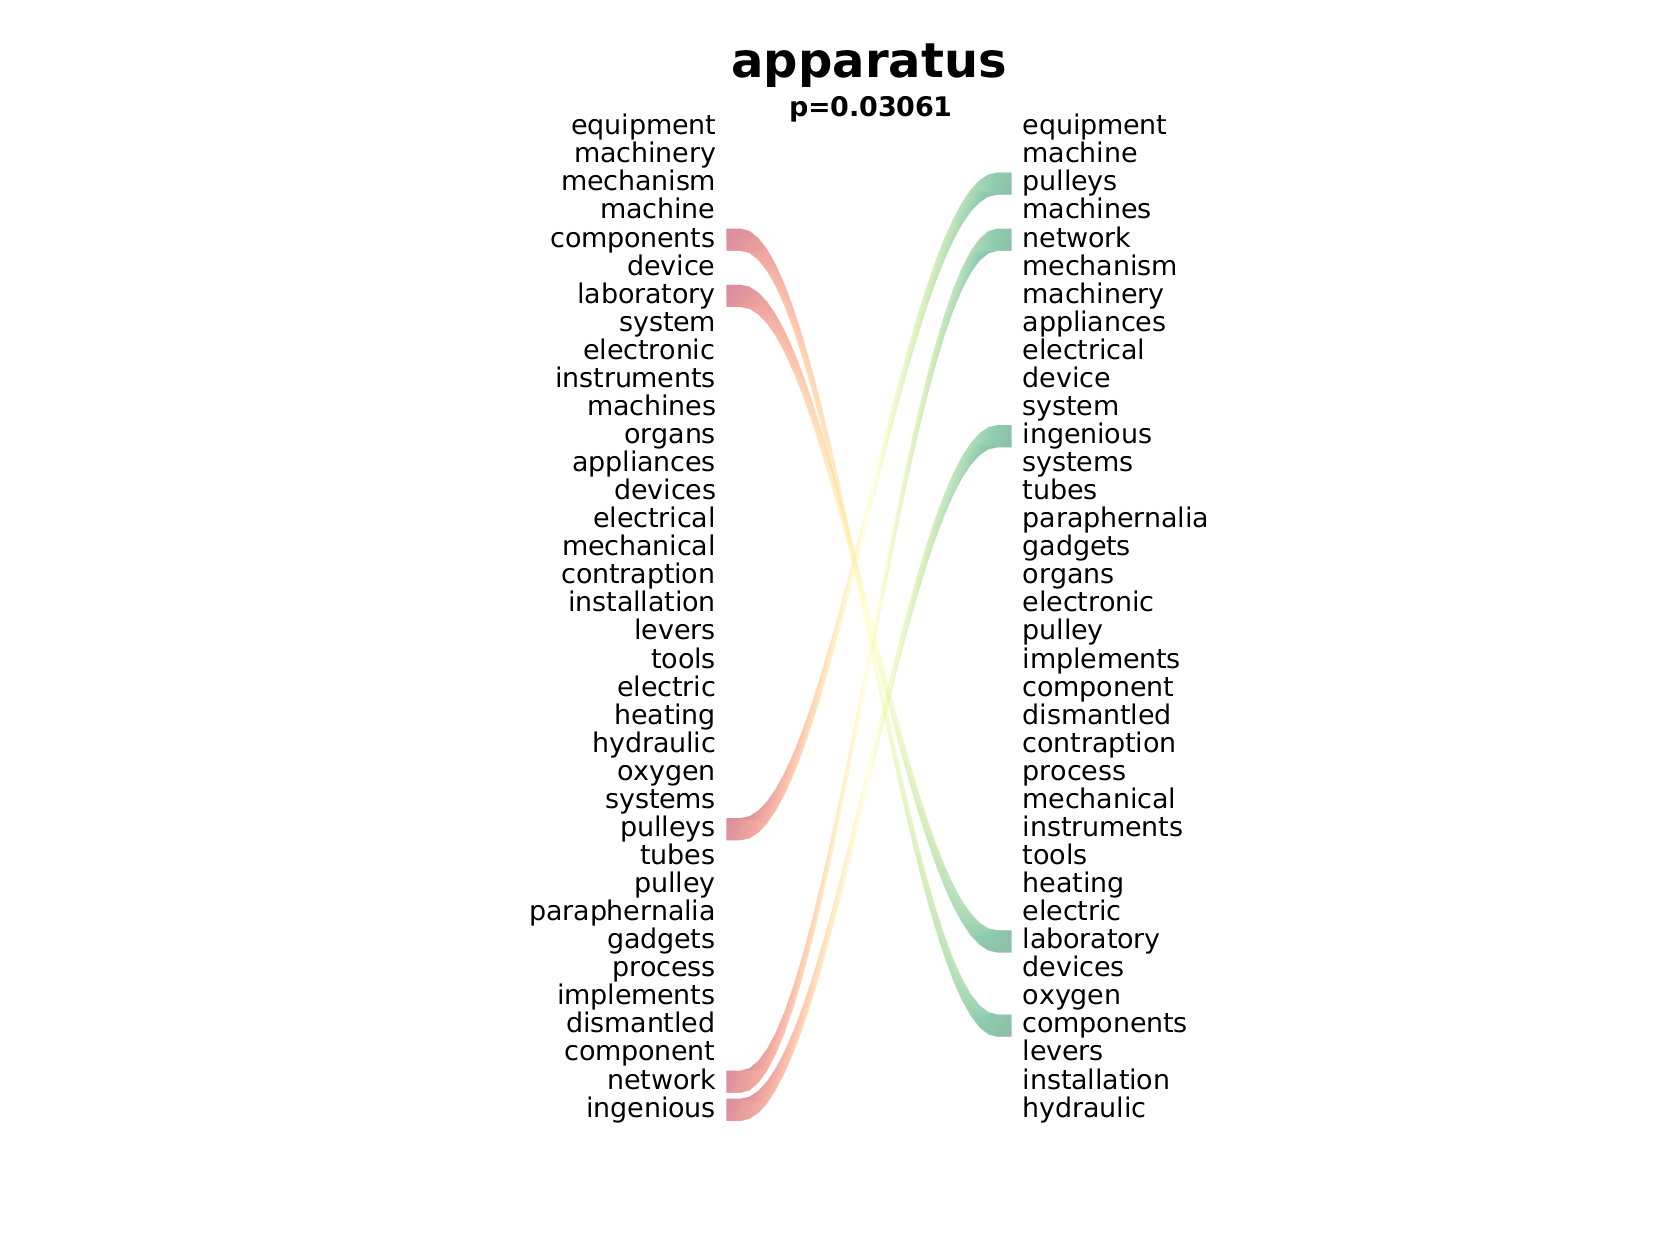 apparatus
p=0.03061
equipment equipment
machinery machine
mechanism pulleys
machine machines
components network
device mechanism
laboratory machinery
system appliances
electronic electrical
instruments device
machines system
organs ingenious
appliances systems
devices tubes
electrical paraphernalia
mechanical gadgets
contraption organs
installation electronic
levers pulley
tools implements
electric component
heating dismantled
hydraulic contraption
oxygen process
systems mechanical
pulleys instruments
tubes tools
pulley heating
paraphernalia electric
gadgets laboratory
process devices
implements oxygen
dismantled components
component levers
network installation
ingenious hydraulic